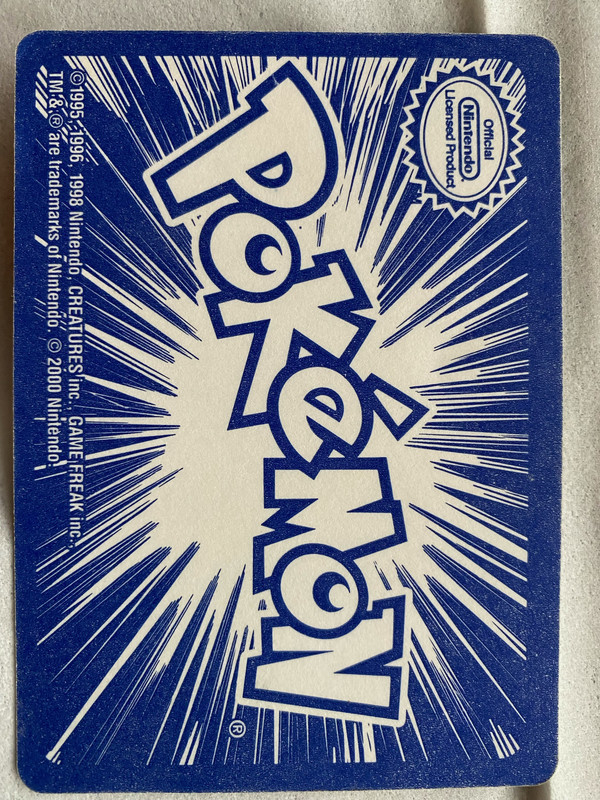 Official
Nintendo
Licensed Product
TM
POKéMON
®
©1995, 1996, 1998 Nintendo, CREATURES inc., GAME FREAK inc.,
TM & ® are trademarks of Nintendo. © 2000 Nintendo.